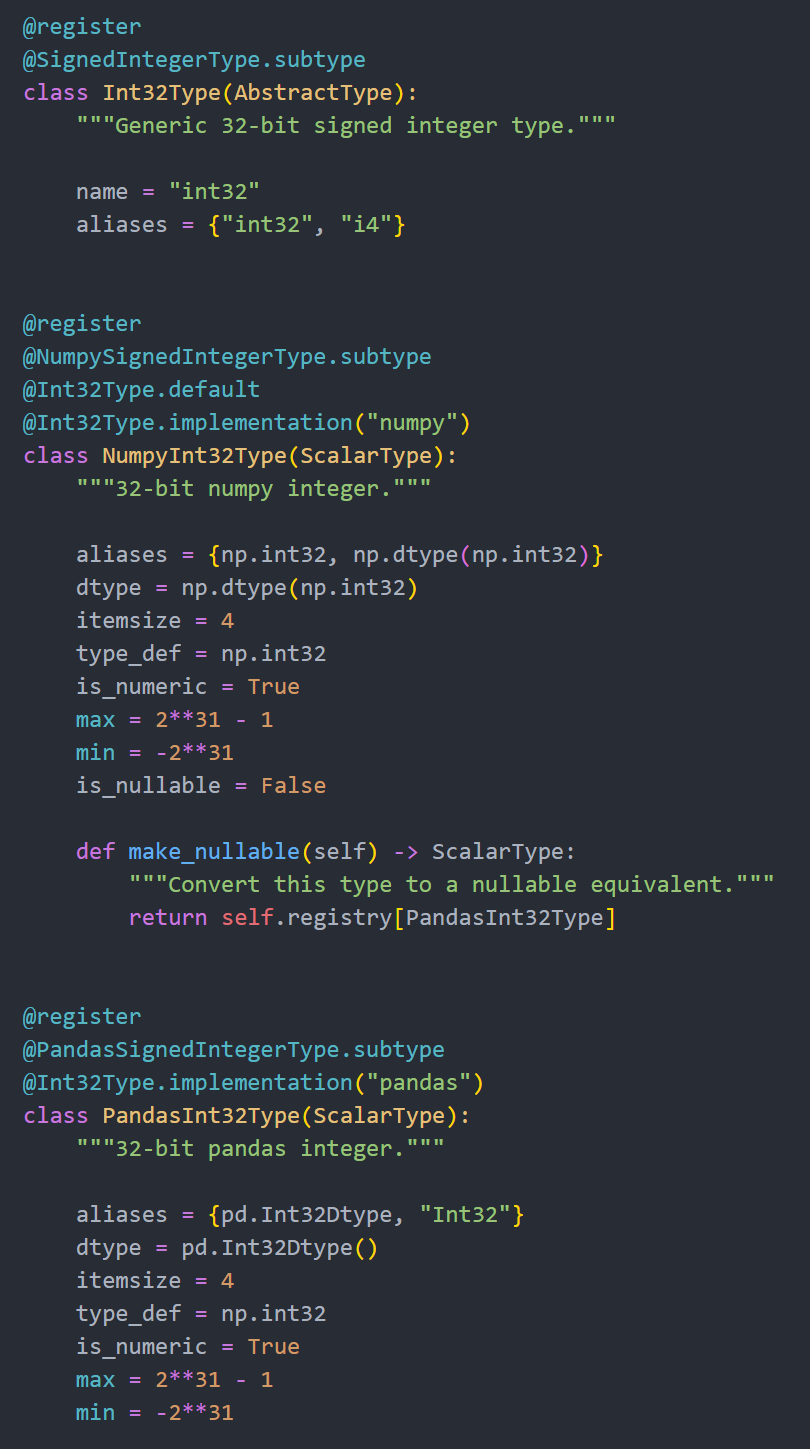 @register
@SignedIntegerType.subtype
class Int32Type(AbstractType):
    """Generic 32-bit signed integer type."""

    name = "int32"
    aliases = {"int32", "i4"}


@register
@NumpySignedIntegerType.subtype
@Int32Type.default
@Int32Type.implementation("numpy")
class NumpyInt32Type(ScalarType):
    """32-bit numpy integer."""

    aliases = {np.int32, np.dtype(np.int32)}
    dtype = np.dtype(np.int32)
    itemsize = 4
    type_def = np.int32
    is_numeric = True
    max = 2**31 - 1
    min = -2**31
    is_nullable = False

    def make_nullable(self) -> ScalarType:
        """Convert this type to a nullable equivalent."""
        return self.registry[PandasInt32Type]


@register
@PandasSignedIntegerType.subtype
@Int32Type.implementation("pandas")
class PandasInt32Type(ScalarType):
    """32-bit pandas integer."""

    aliases = {pd.Int32Dtype, "Int32"}
    dtype = pd.Int32Dtype()
    itemsize = 4
    type_def = np.int32
    is_numeric = True
    max = 2**31 - 1
    min = -2**31